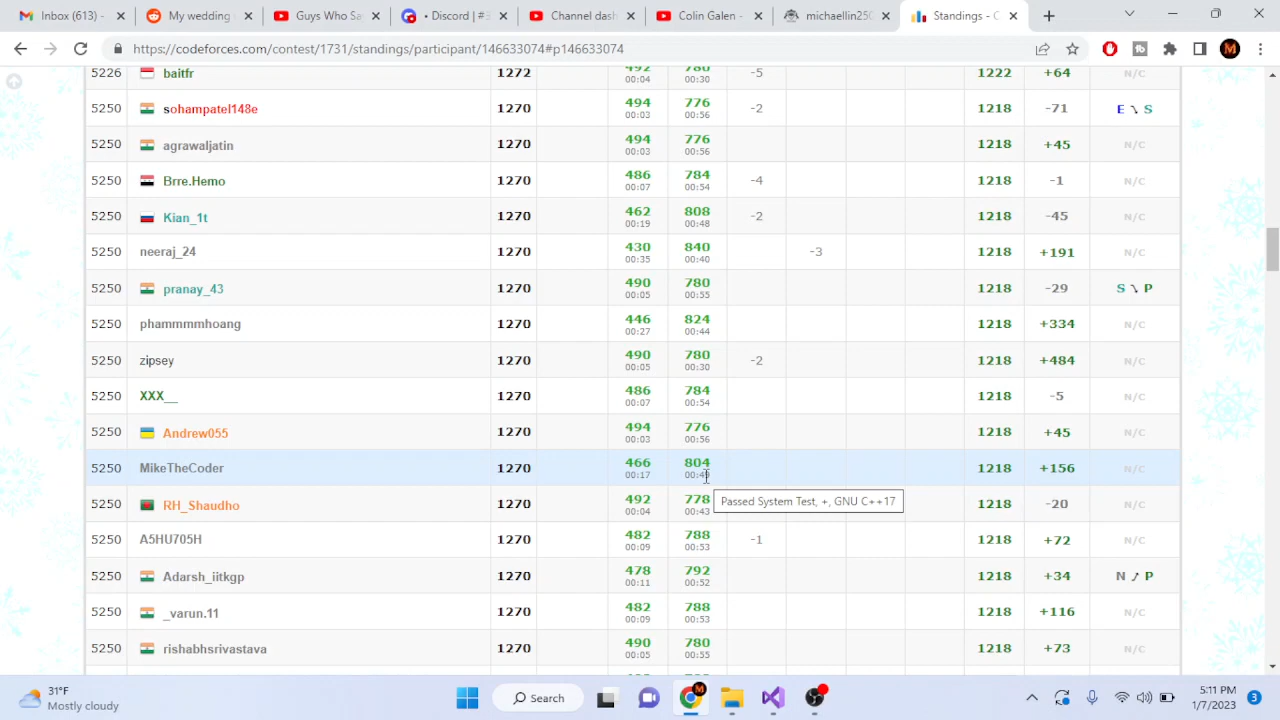 Inbox (613) -
My wedding
Guys Who Sa
• Discord | #S
Channel dash
Colin Galen -
michaellin250
Standings - C
https://codeforces.com/contest/1731/standings/participant/146633074#p146633074
5226 baitfr 1272 492 780 -5 1222 +64 N/C
00:04 00:30
5250 sohampatel148e 1270 494 776 -2 1218 -71 E S
00:03 00:56
5250 agrawaljatin 1270 494 776 1218 +45 N/C
00:03 00:56
5250 Brre.Hemo 1270 486 784 -4 1218 -1 N/C
00:07 00:54
5250 Kian_1t 1270 462 808 -2 1218 -45 N/C
00:19 00:48
5250 neeraj_24 1270 430 840 -3 1218 +191 N/C
00:35 00:40
5250 pranay_43 1270 490 780 1218 -29 S P
00:05 00:55
5250 phammmmhoang 1270 446 824 1218 +334 N/C
00:27 00:44
5250 zipsey 1270 490 780 -2 1218 +484 N/C
00:05 00:30
5250 XXX__ 1270 486 784 1218 -5 N/C
00:07 00:54
5250 Andrew055 1270 494 776 1218 +45 N/C
00:03 00:56
5250 MikeTheCoder 1270 466 804 1218 +156 N/C
00:17
Passed System Test, +, GNU C++17
5250 RH_Shaudho 1270 492 778 1218 -20 N/C
00:04 00:43
5250 A5HU705H 1270 482 788 -1 1218 +72 N/C
00:09 00:53
5250 Adarsh_iitkgp 1270 478 792 1218 +34 N P
00:11 00:52
5250 _varun.11 1270 482 788 1218 +116 N/C
00:09 00:53
5250 rishabhsrivastava 1270 490 780 1218 +73 N/C
00:05 00:55
31°F
Mostly cloudy
Search
5:11 PM
1/7/2023
3